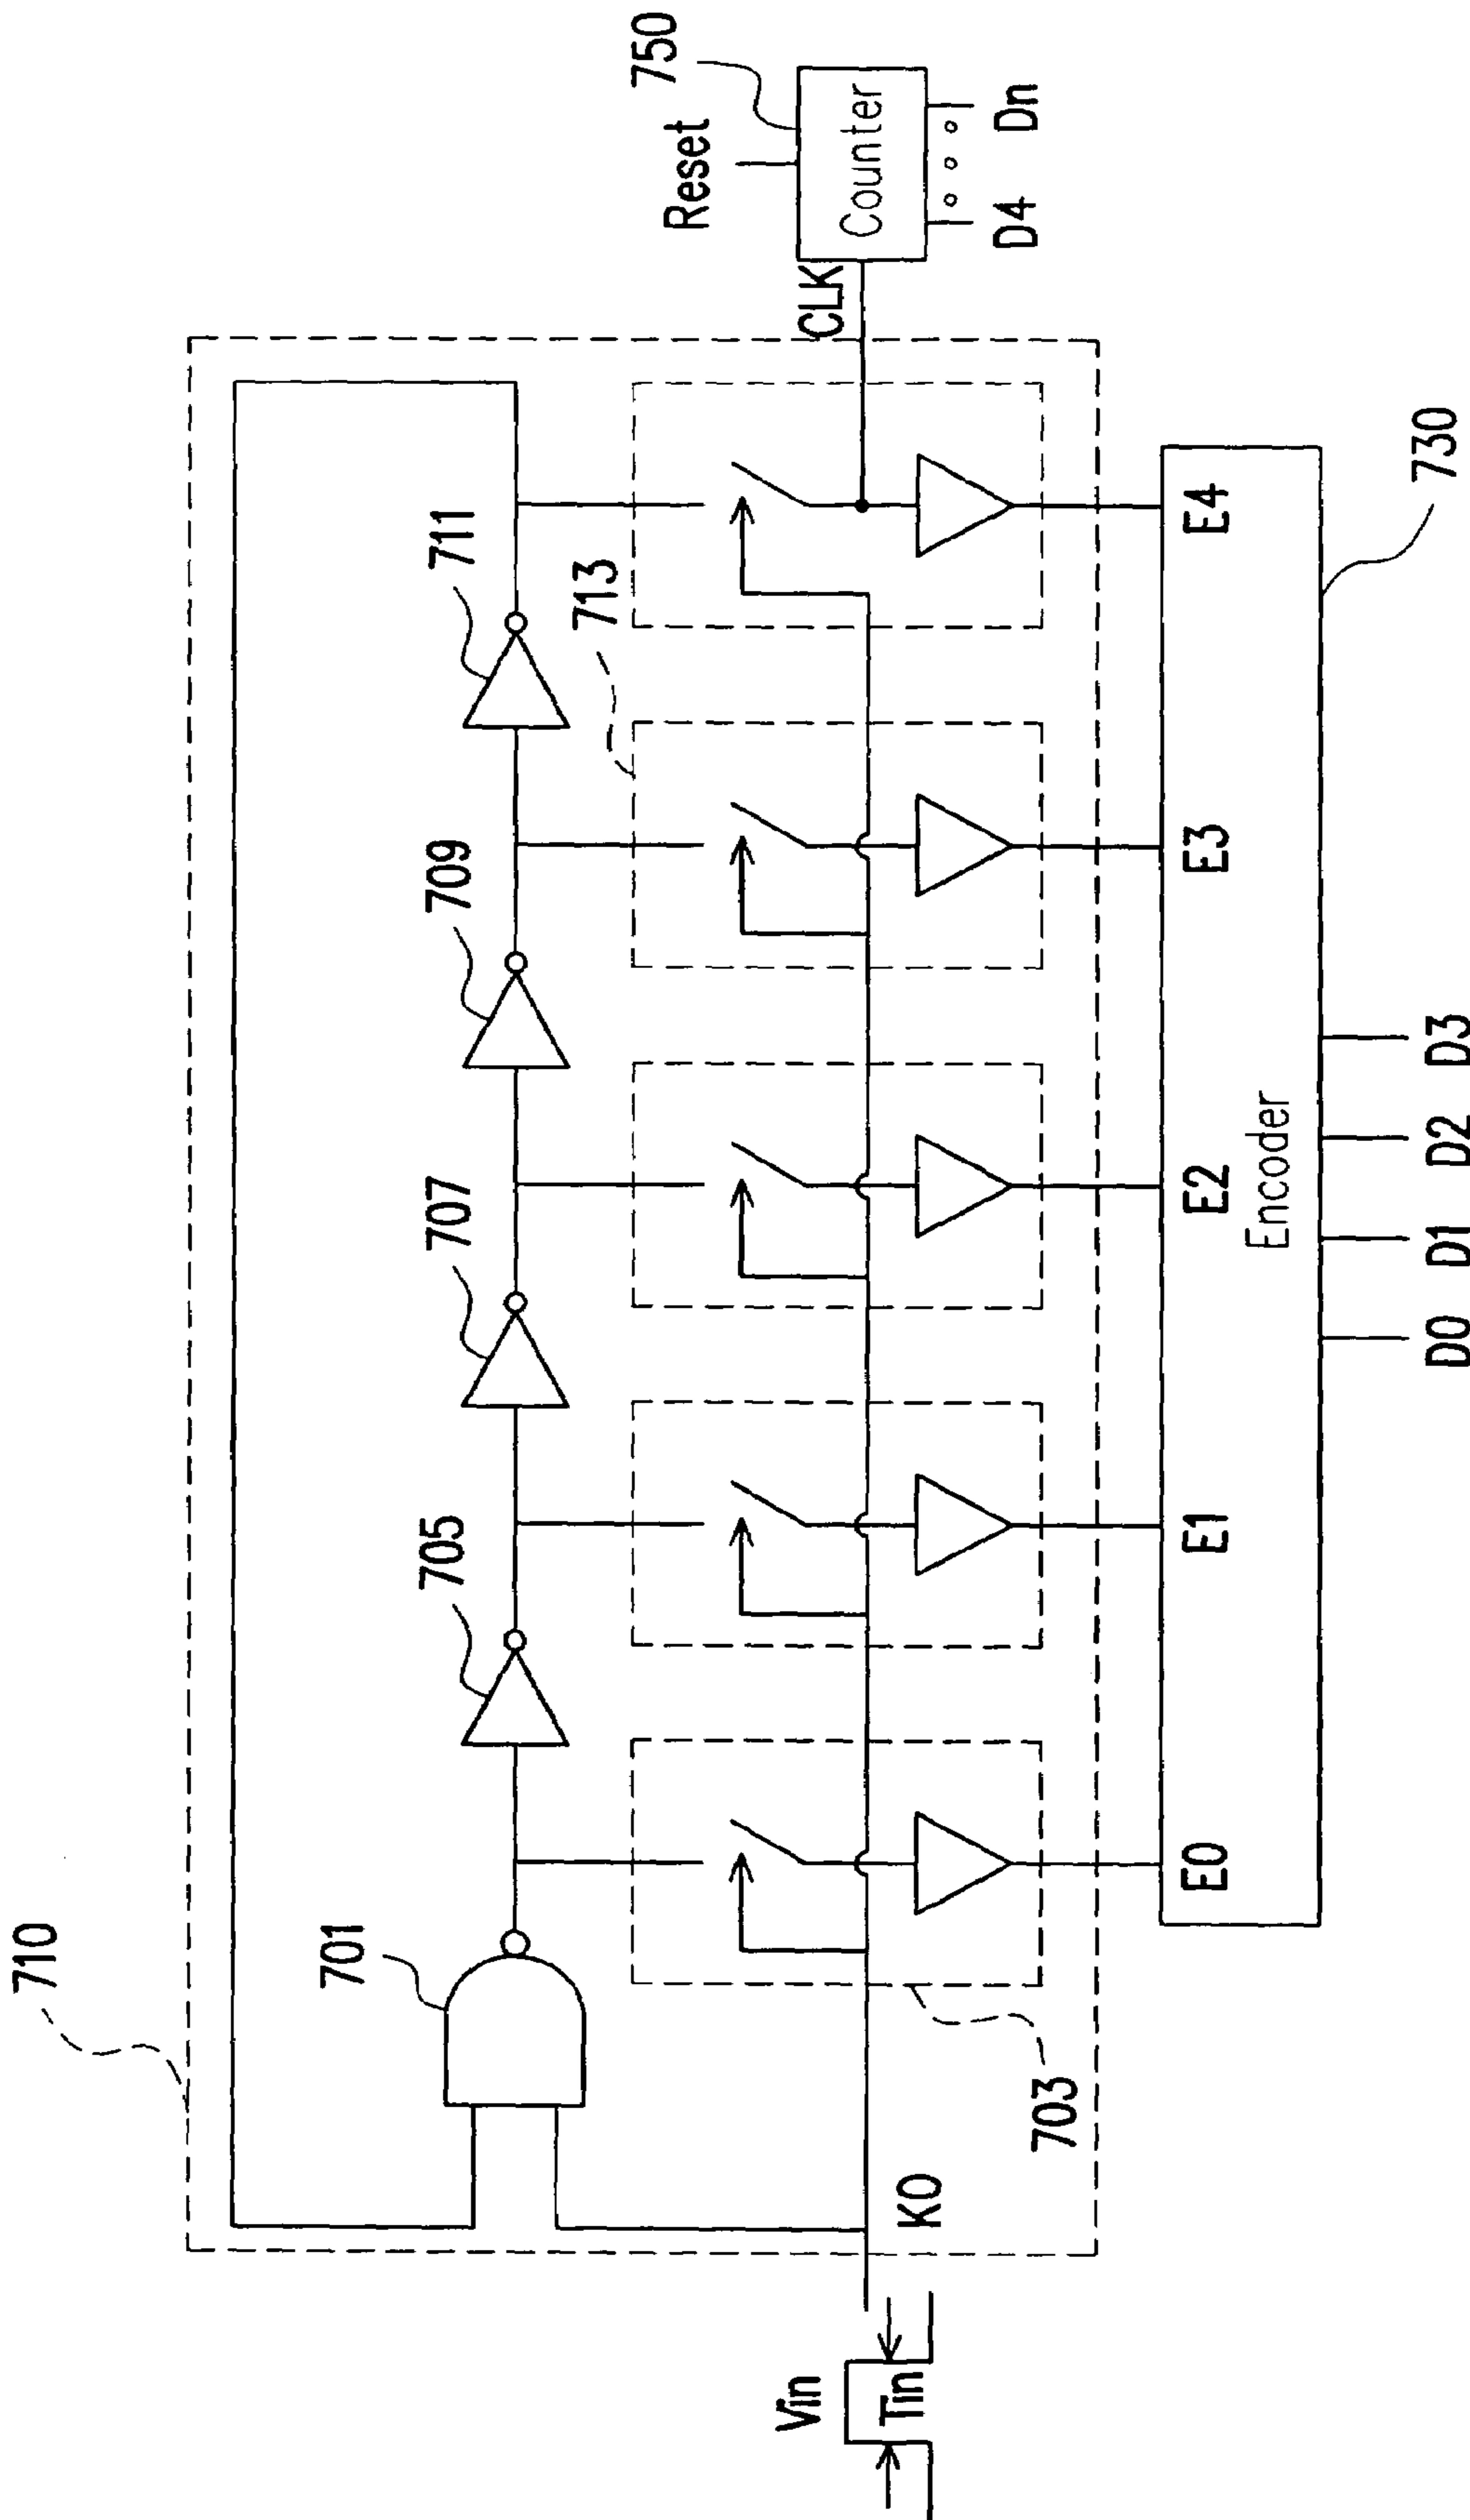 710
701
705
707
709
711
713
703
Vin
Tin
K0
CLK
Reset
750
Counter
D4
Dn
E0
E1
E2
E3
E4
Encoder
730
D0
D1
D2
D3